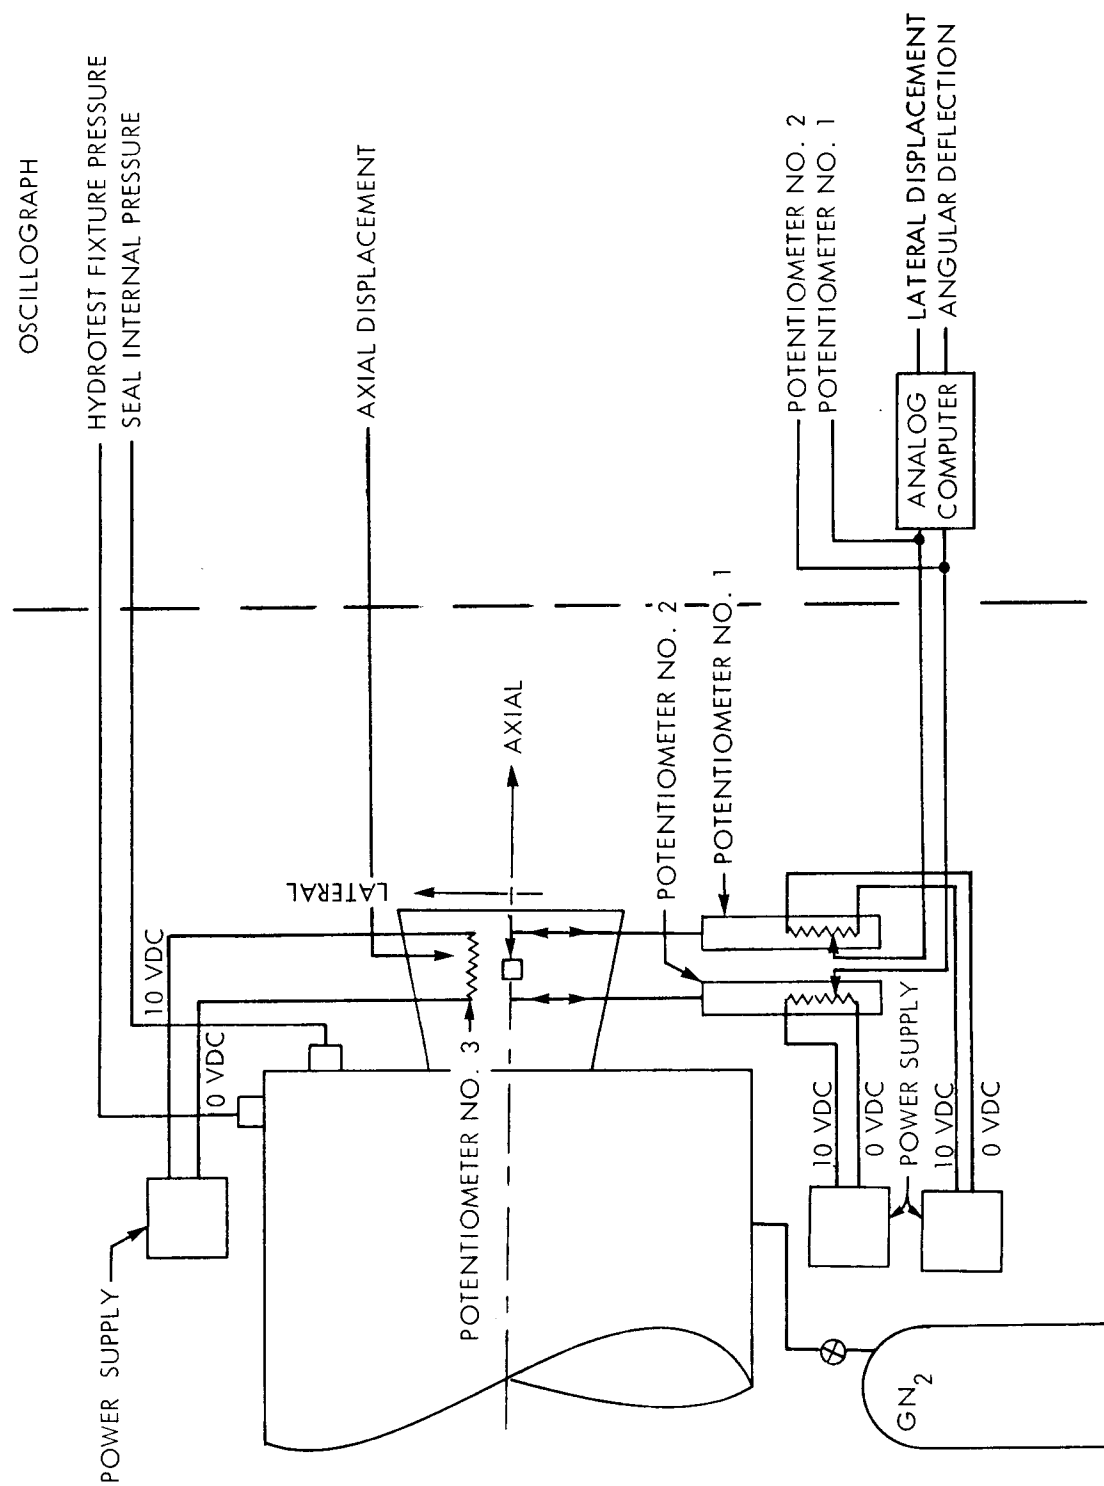 OSCILLOGRAPH
HYDROTEST FIXTURE PRESSURE
SEAL INTERNAL PRESSURE
AXIAL DISPLACEMENT
POTENTIOMETER NO. 2
POTENTIOMETER NO. 1
LATERAL DISPLACEMENT
ANGULAR DEFLECTION
ANALOG
COMPUTER
POTENTIOMETER NO. 2
POTENTIOMETER NO. 1
AXIAL
LATERAL
10 VDC
0 VDC
POWER SUPPLY
POTENTIOMETER NO. 3
10 VDC
0 VDC
POWER SUPPLY
10 VDC
0 VDC
GN2